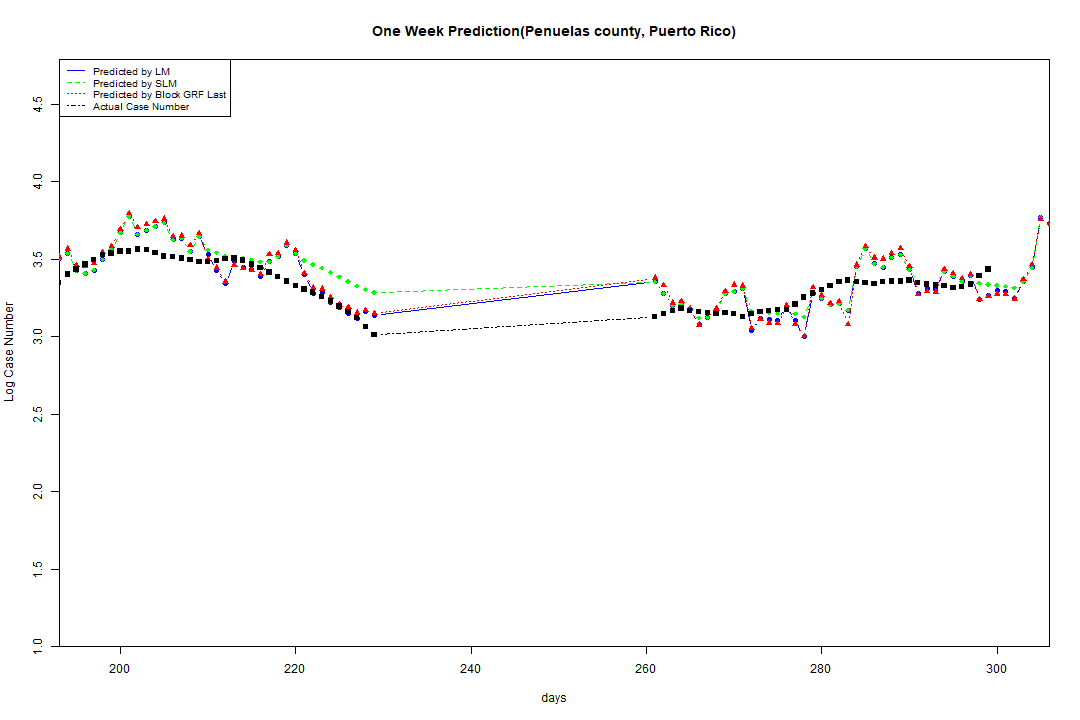 One Week Prediction(Penuelas county, Puerto Rico)
Predicted by LM
Predicted by SLM
Predicted by Block GRF Last
Actual Case Number
4.5
4.0
3.5
3.0
2.5
2.0
1.5
1.0
Log Case Number
200
220
240
260
280
300
days